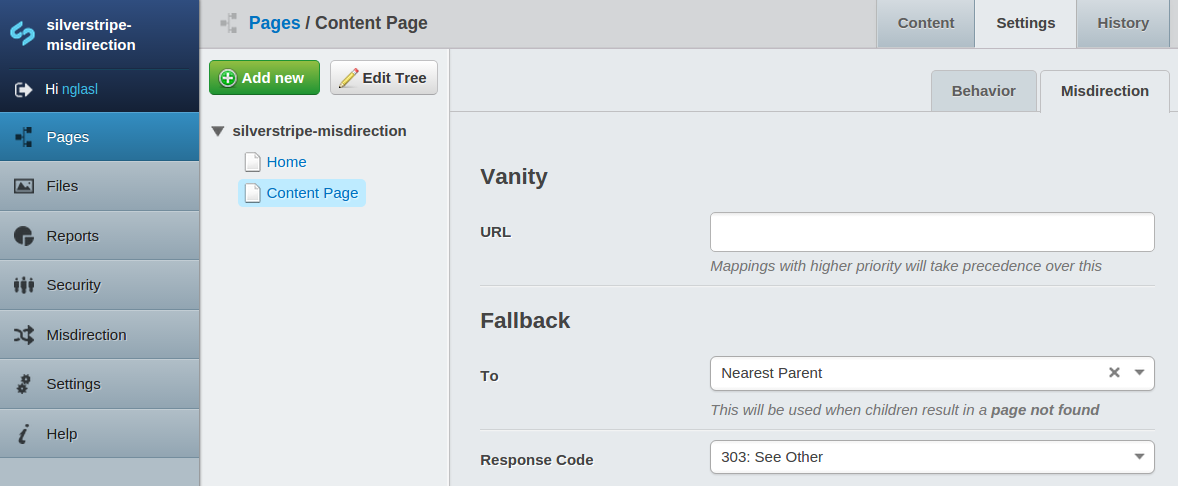 silverstripe-
misdirection
Hi nglasl
Pages
Files
Reports
Security
Misdirection
Settings
Help
Pages / Content Page
Content
Settings
History
Add new
Edit Tree
silverstripe-misdirection
Home
Content Page
Behavior
Misdirection
Vanity
URL
Mappings with higher priority will take precedence over this
Fallback
To
Nearest Parent
This will be used when children result in a page not found
Response Code
303: See Other